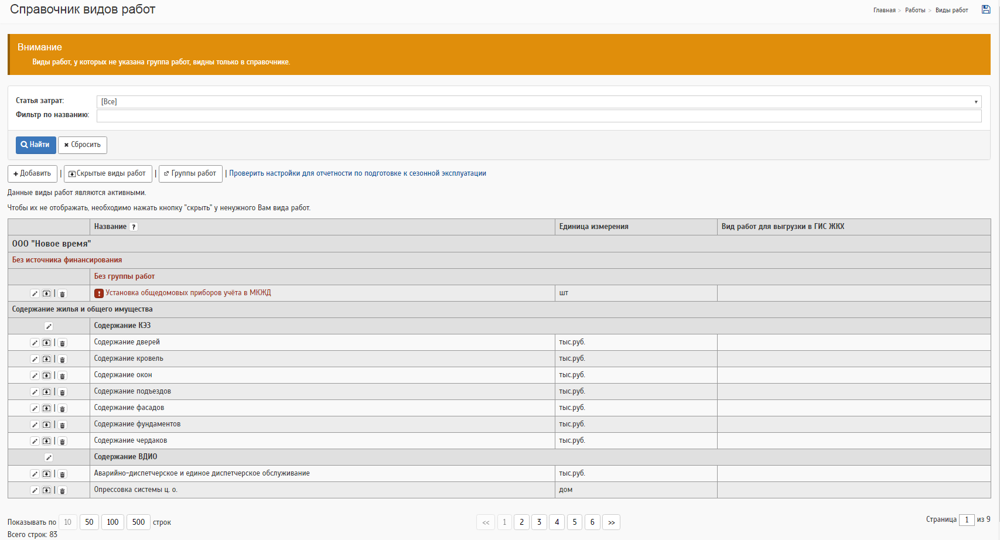 Справочник видов работ
Главная > Работы > Виды работ
Внимание
Виды работ, у которых не указана группа работ, видны только в справочнике.
Статья затрат: [Все]
Фильтр по названию:
Найти Сбросить
Добавить | Скрытые виды работ | Группы работ | Проверить настройки для отчетности по подготовке к сезонной эксплуатации
Данные виды работ являются активными.
Чтобы их не отображать, необходимо нажать кнопку "скрыть" у ненужного Вам вида работ.
Название ? Единица измерения Вид работ для выгрузки в ГИС ЖКХ
ООО "Новое время"
Без источника финансирования
Без группы работ
| Установка общедомовых приборов учёта в МКЖД шт
Содержание жилья и общего имущества
Содержание КЭЗ
| Содержание дверей тыс.руб.
| Содержание кровель тыс.руб.
| Содержание окон тыс.руб.
| Содержание подъездов тыс.руб.
| Содержание фасадов тыс.руб.
| Содержание фундаментов тыс.руб.
| Содержание чердаков тыс.руб.
Содержание ВДИО
| Аварийно-диспетчерское и единое диспетчерское обслуживание тыс.руб.
| Опрессовка системы ц. о. дом
Показывать по 10 50 100 500 строк << 1 2 3 4 5 6 >> Страница 1 из 9
Всего строк: 83